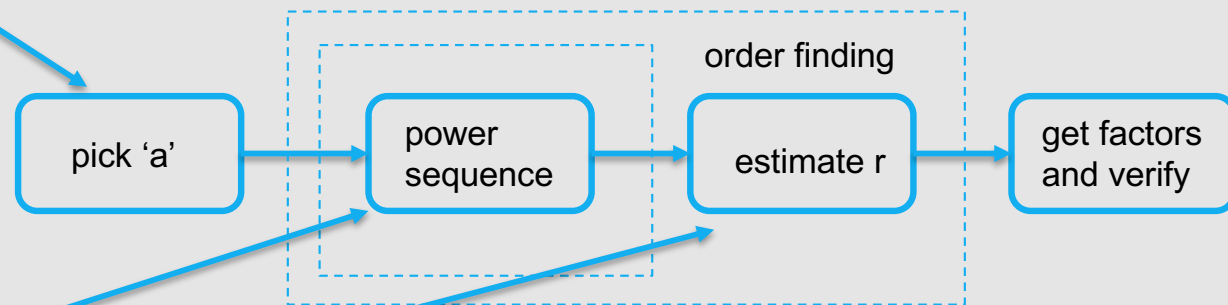 order finding
pick ‘a’
power
sequence
estimate r
get factors
and verify